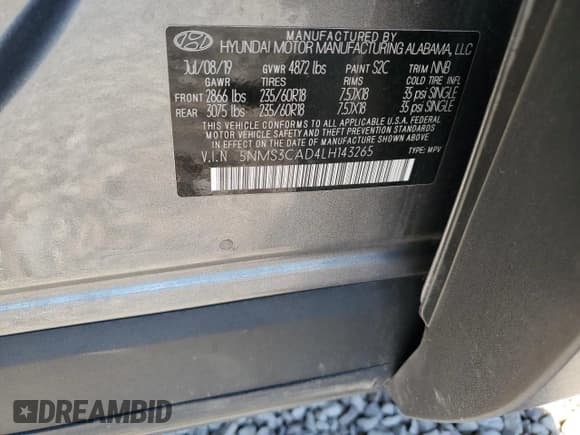 MANUFACTURED BY
HYUNDAI MOTOR MANUFACTURING ALABAMA, LLC
Jul/08/19 GVWR 4872 lbs PAINT S2C TRIM NNB
GAWR TIRES RIMS COLD TIRE INFL
FRONT 2866 lbs 235/60R18 7.5JX18 33 psi SINGLE
REAR 3075 lbs 235/60R18 7.5JX18 33 psi SINGLE
THIS VEHICLE CONFORMS TO ALL APPLICABLE U.S.A. FEDERAL
MOTOR VEHICLE SAFETY AND THEFT PREVENTION STANDARDS
IN EFFECT ON THE DATE OF MANUFACTURE SHOWN ABOVE.
V.I.N 5NMS3CAD4LH143265 TYPE: MPV
DREAMBID